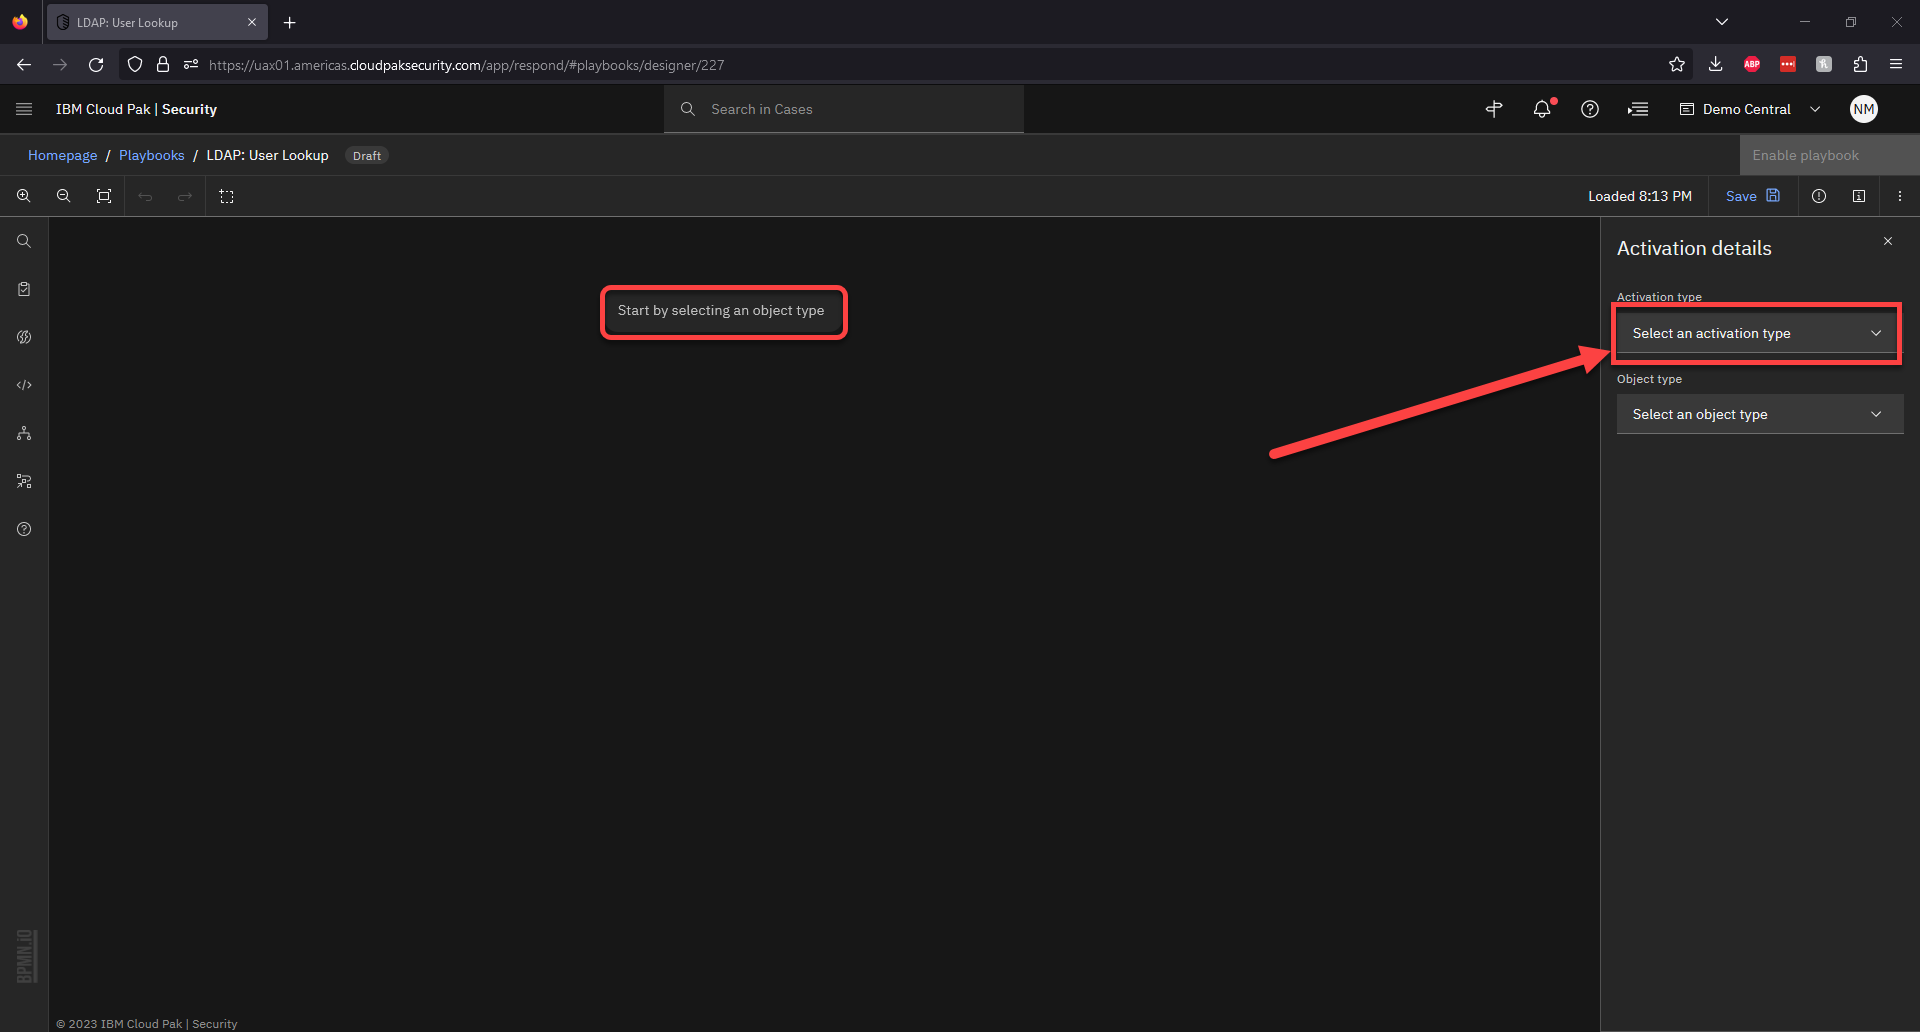 LDAP: User Lookup
https://uax01.americas.cloudpaksecurity.com/app/respond/#playbooks/designer/227
ABP
IBM Cloud Pak | Security
Search in Cases
Demo Central
NM
Homepage / Playbooks / LDAP: User Lookup Draft
Enable playbook
Loaded 8:13 PM
Save
Start by selecting an object type
Activation details
Activation type
Select an activation type
Object type
Select an object type
BPMN.iO
© 2023 IBM Cloud Pak | Security